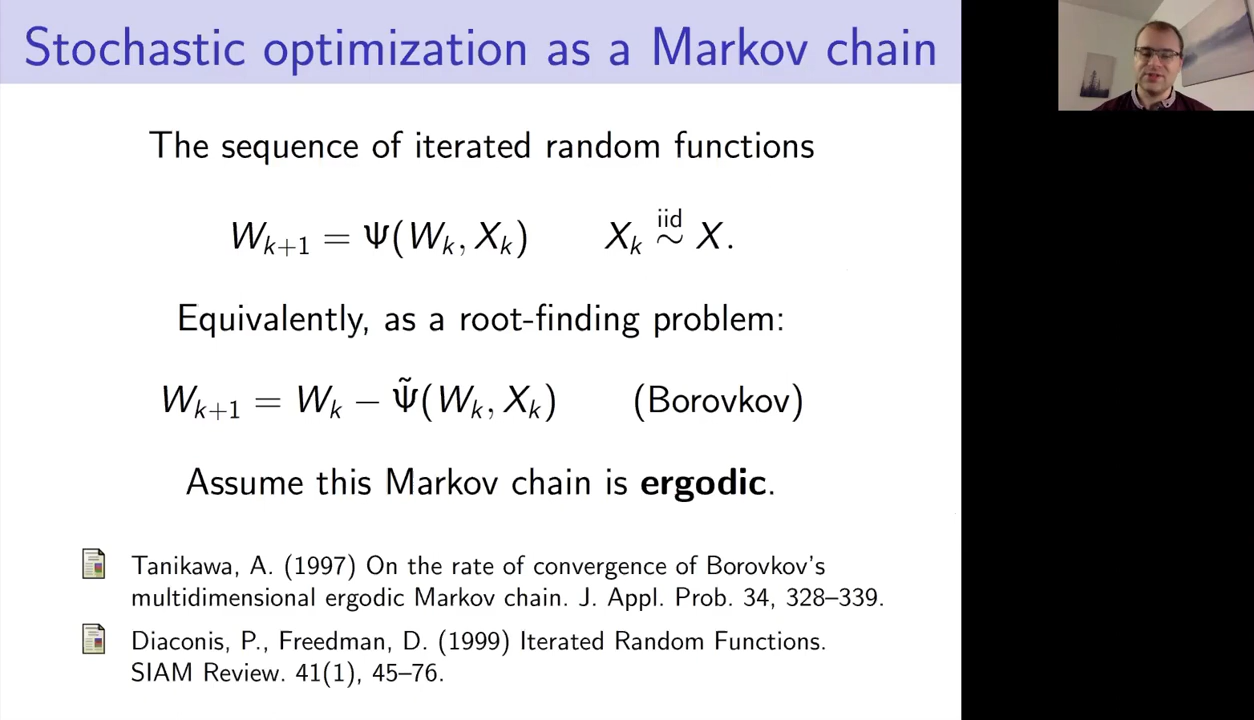 Stochastic optimization as a Markov chain
The sequence of iterated random functions
W_{k+1} = Ψ(W_k, X_k)   X_k \overset{iid}{∼} X.
Equivalently, as a root-finding problem:
W_{k+1} = W_k − Ψ̃(W_k, X_k)   (Borovkov)
Assume this Markov chain is ergodic.
Tanikawa, A. (1997) On the rate of convergence of Borovkov's
multidimensional ergodic Markov chain. J. Appl. Prob. 34, 328–339.
Diaconis, P., Freedman, D. (1999) Iterated Random Functions.
SIAM Review. 41(1), 45–76.